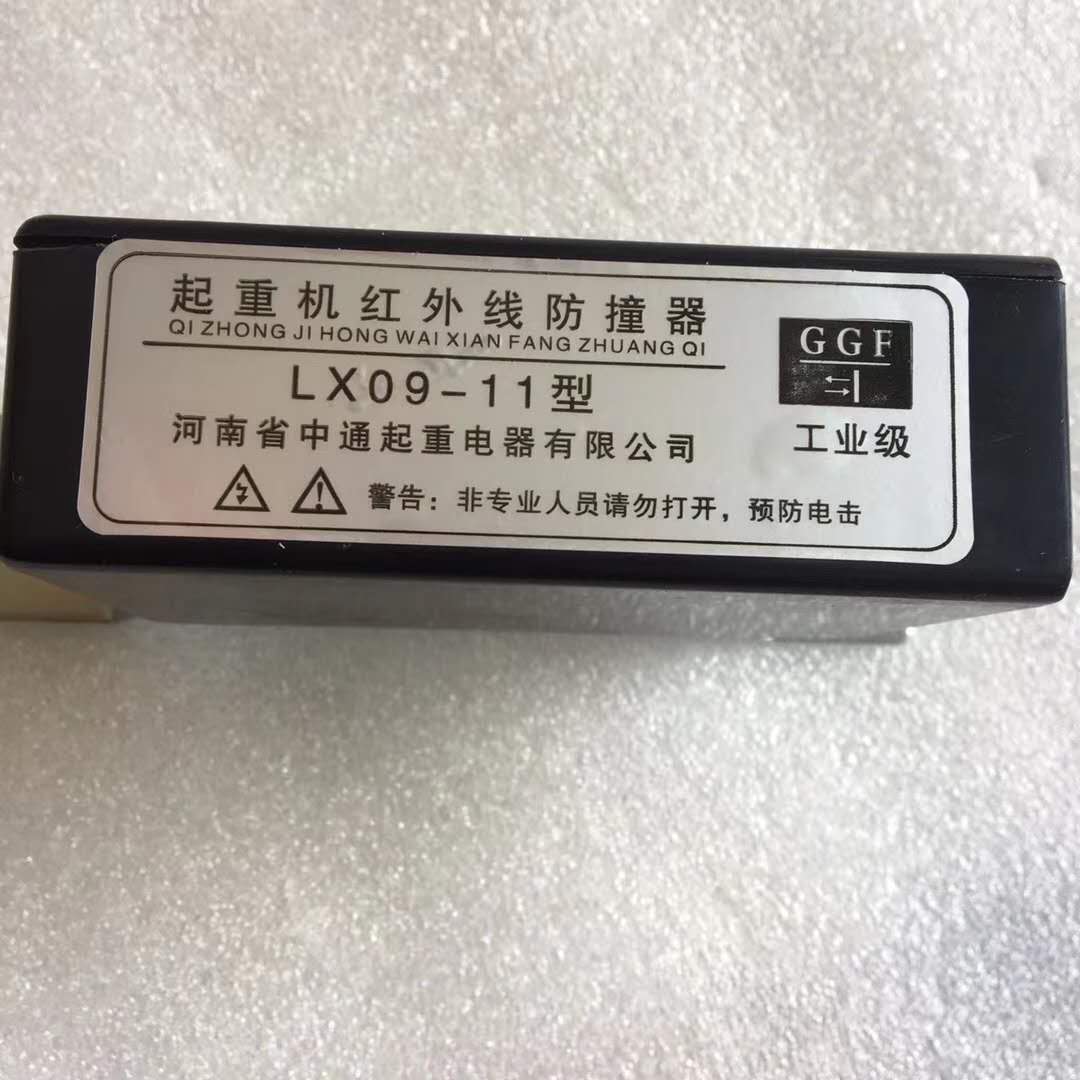 起重机红外线防撞器
QI ZHONG JI HONG WAI XIAN FANG ZHUANG QI
LX09-11型
河南省中通起重电器有限公司
警告：非专业人员请勿打开，预防电击
GGF
工业级